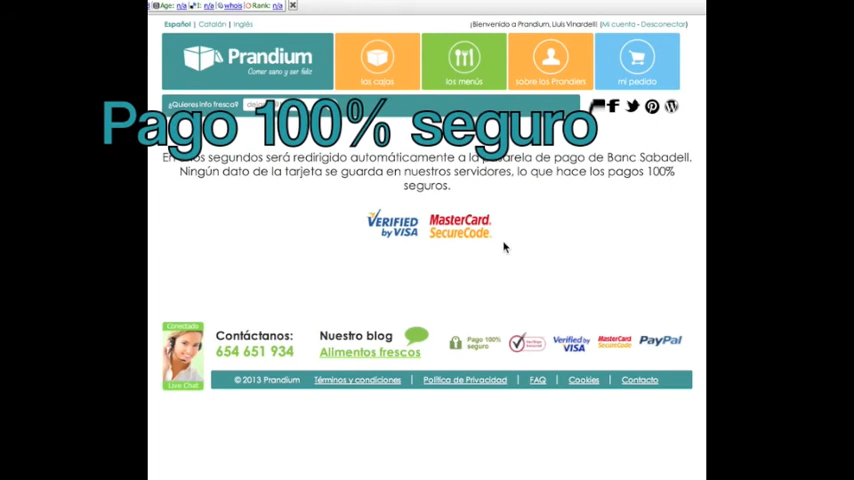 Age: n/a
l: n/a
whois
Rank: n/a
Español | Catalán | Inglés
¡Bienvenido a Prandium, Lluís Vinardell! (Mi cuenta - Desconectar)
Prandium
Comer sano y ser feliz
las cajas
los menús
sobre los Prandiers
mi pedido
¿Quieres info fresca?
Pago 100% seguro
segundos será redirigido automáticamente a la pasarela de pago de Banc Sabadell.
Ningún dato de la tarjeta se guarda en nuestros servidores, lo que hace los pagos 100%
seguros.
VERIFIED by VISA
MasterCard. SecureCode.
Conectado
Live Chat
Contáctanos:
654 651 934
Nuestro blog
Alimentos frescos
Pago 100% seguro
Verified by VISA
MasterCard SecureCode
PayPal
© 2013 Prandium
Términos y condiciones | Política de Privacidad | FAQ | Cookies | Contacto